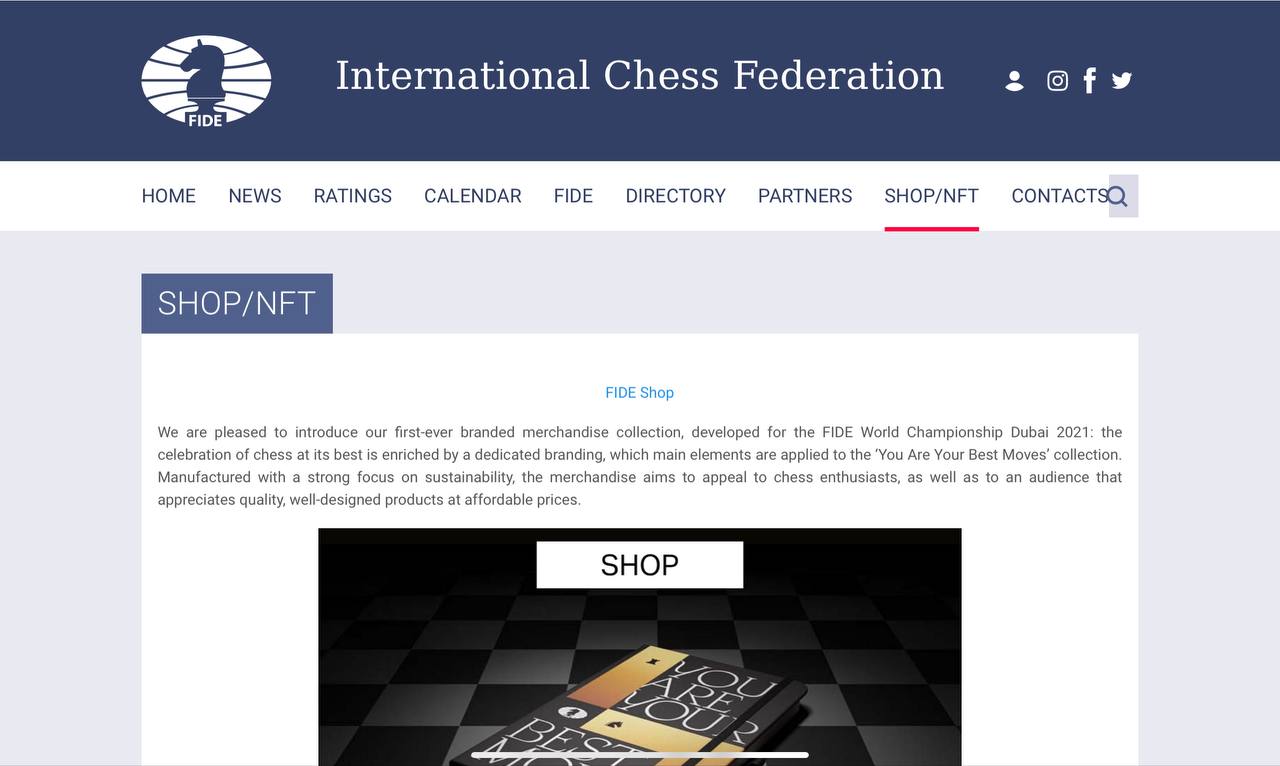 FIDE
International Chess Federation
HOME NEWS RATINGS CALENDAR FIDE DIRECTORY PARTNERS SHOP/NFT CONTACTS
SHOP/NFT
FIDE Shop
We are pleased to introduce our first-ever branded merchandise collection, developed for the FIDE World Championship Dubai 2021: the
celebration of chess at its best is enriched by a dedicated branding, which main elements are applied to the ‘You Are Your Best Moves’ collection.
Manufactured with a strong focus on sustainability, the merchandise aims to appeal to chess enthusiasts, as well as to an audience that
appreciates quality, well-designed products at affordable prices.
SHOP
YOU
ARE
YOUR
BEST